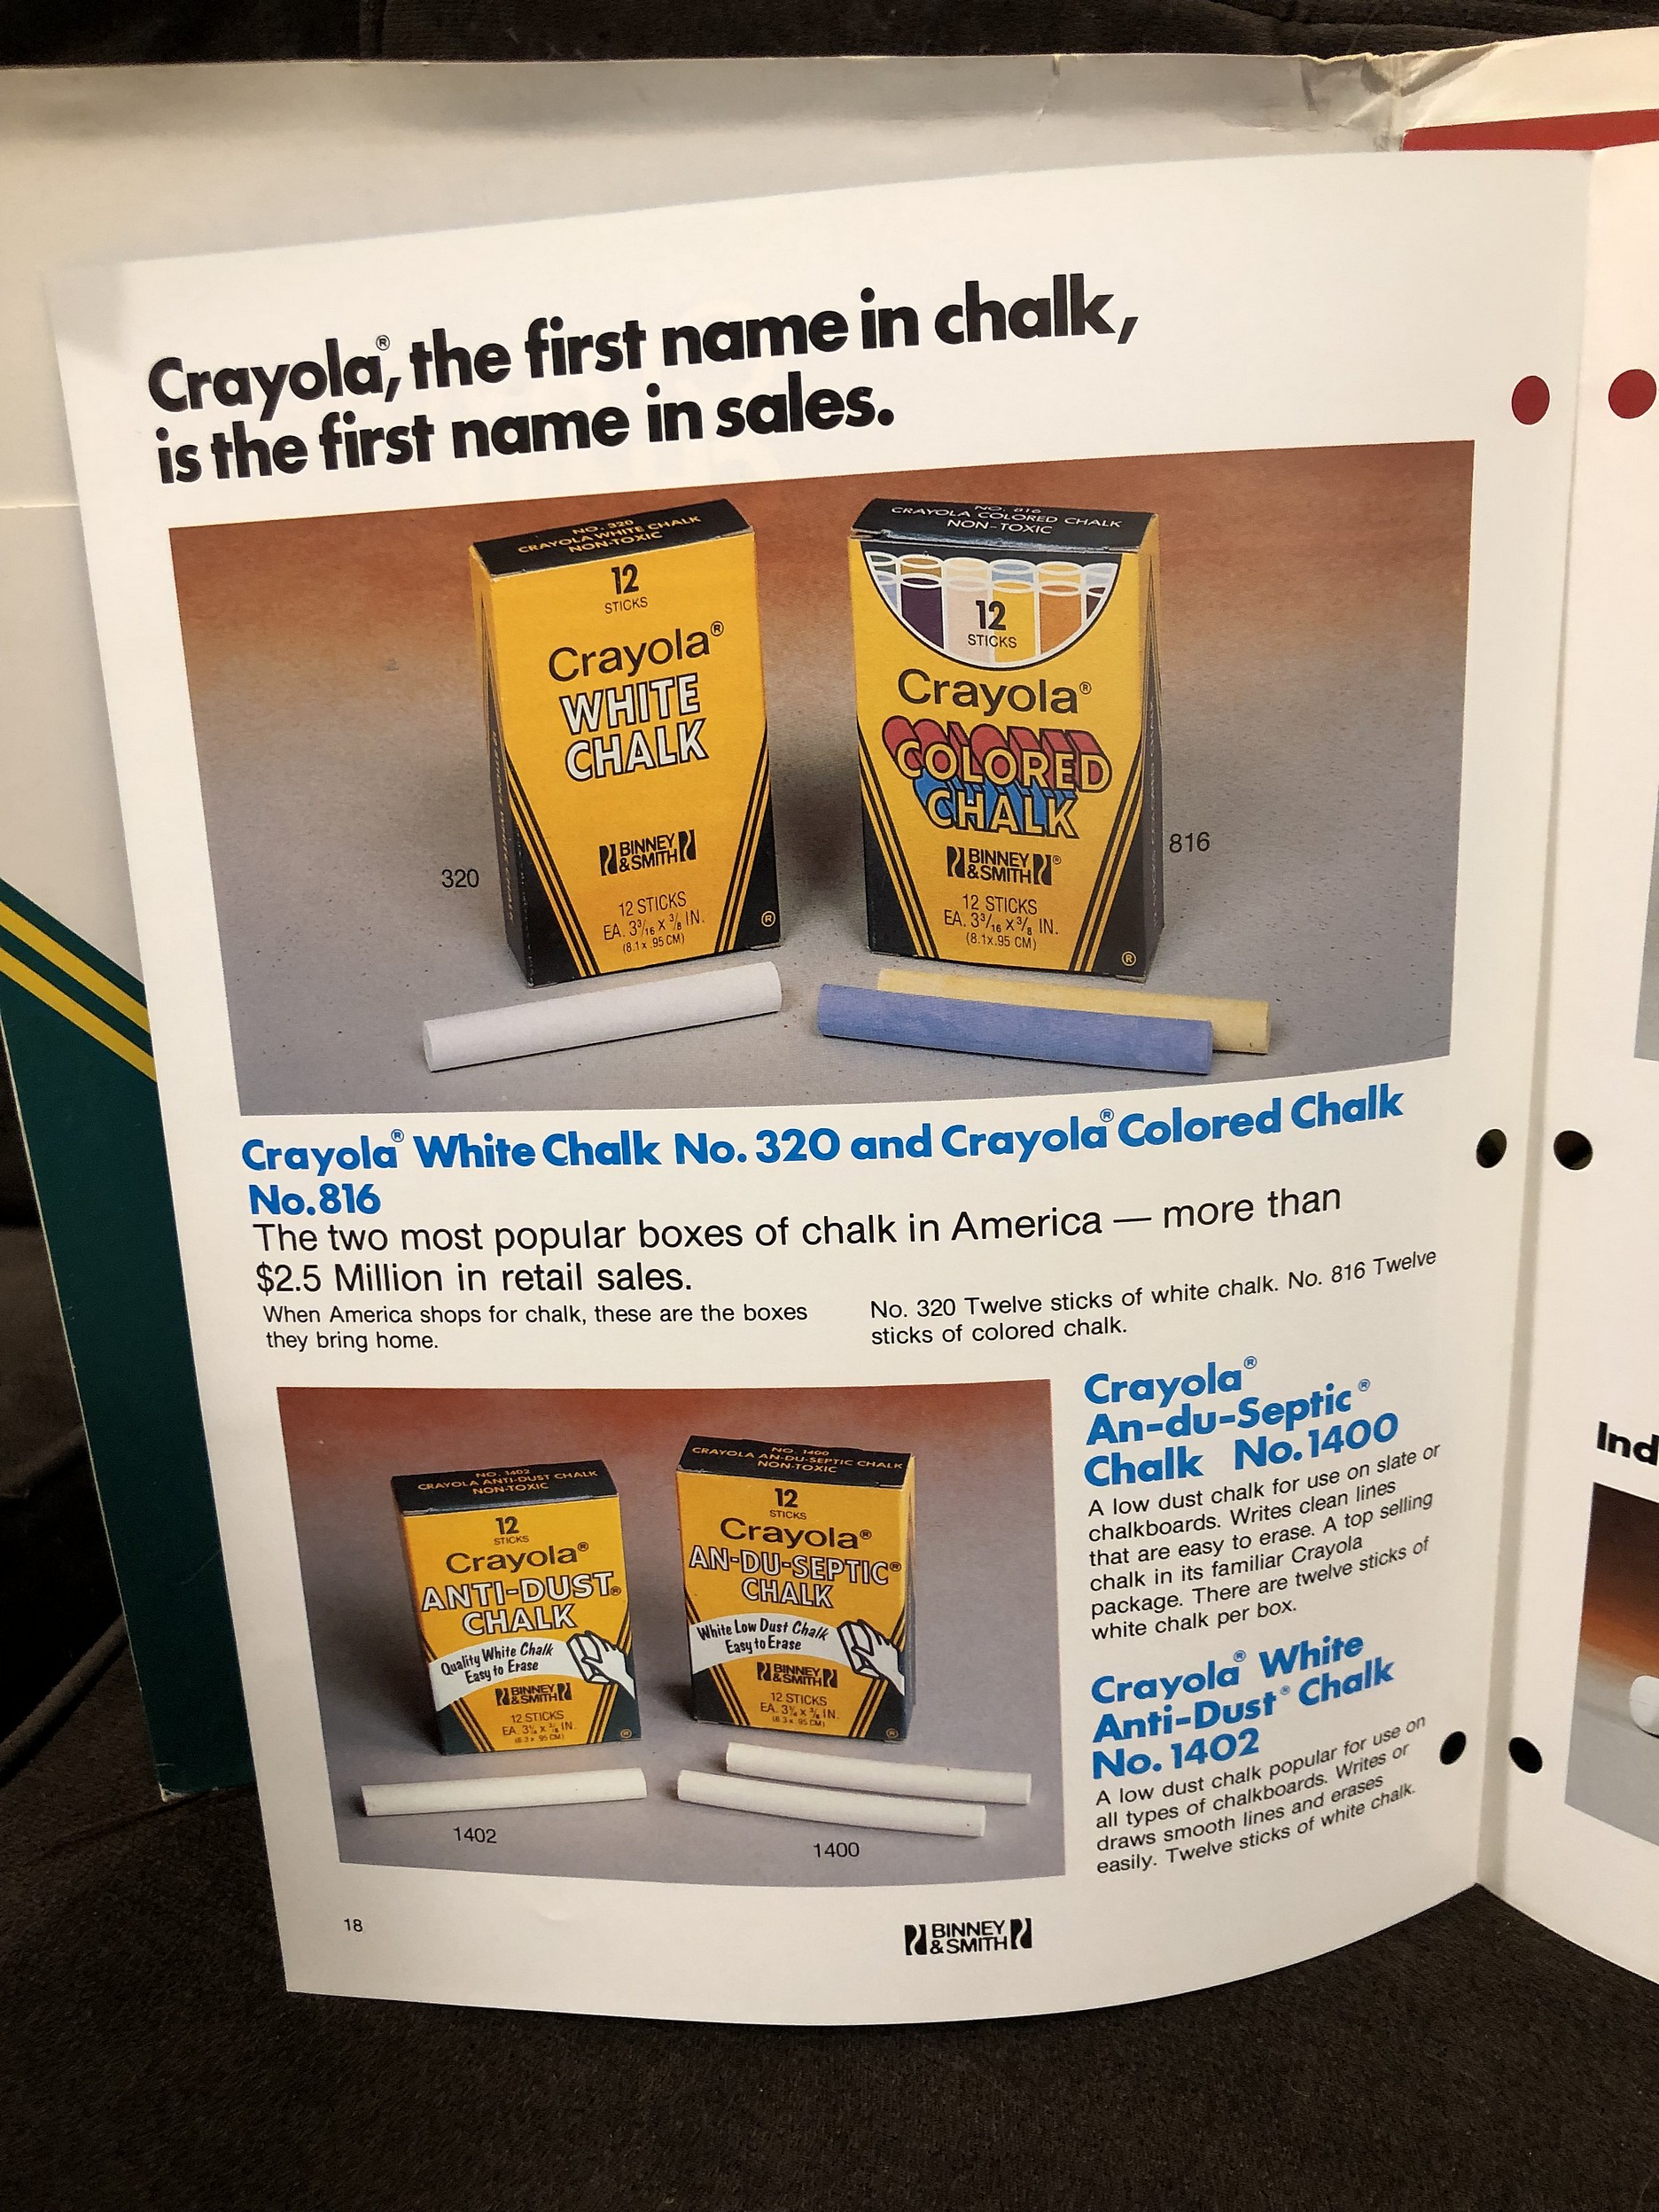 Crayola®, the first name in chalk,
is the first name in sales.
NO. 320
CRAYOLA WHITE CHALK
NON-TOXIC
12
STICKS
Crayola®
WHITE
CHALK
BINNEY
& SMITH
12 STICKS
EA. 3 3/16 x 3/8 IN.
(8.1 x .95 CM)
®
320
NO. 816
CRAYOLA COLORED CHALK
NON-TOXIC
12
STICKS
Crayola®
COLORED
CHALK
BINNEY
& SMITH ®
12 STICKS
EA. 3 3/16 x 3/8 IN.
(8.1x.95 CM)
®
816
Crayola® White Chalk No. 320 and Crayola® Colored Chalk
No. 816
The two most popular boxes of chalk in America — more than
$2.5 Million in retail sales.
When America shops for chalk, these are the boxes
they bring home.
No. 320 Twelve sticks of white chalk. No. 816 Twelve
sticks of colored chalk.
NO. 1402
CRAYOLA ANTI-DUST CHALK
NON-TOXIC
12
STICKS
Crayola®
ANTI-DUST®
CHALK
Quality White Chalk
Easy to Erase
BINNEY
& SMITH
12 STICKS
®
1402
NO. 1400
CRAYOLA AN-DU-SEPTIC CHALK
NON-TOXIC
12
STICKS
Crayola®
AN-DU-SEPTIC®
CHALK
White Low Dust Chalk
Easy to Erase
BINNEY
& SMITH
12 STICKS
®
1400
Crayola®
An-du-Septic®
Chalk No. 1400
A low dust chalk for use on slate or
chalkboards. Writes clean lines
that are easy to erase. A top selling
chalk in its familiar Crayola
package. There are twelve sticks of
white chalk per box.
Crayola® White
Anti-Dust® Chalk
No. 1402
A low dust chalk popular for use on
all types of chalkboards. Writes or
draws smooth lines and erases
easily. Twelve sticks of white chalk.
18
BINNEY
& SMITH
Ind